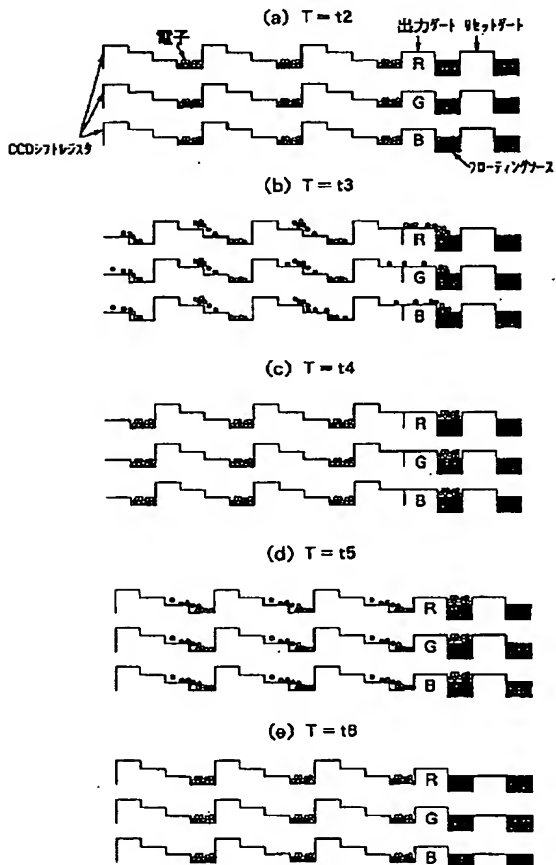 (a) T = t2
電子
出力ゲート
リセットゲート
R
G
B
CCDシフトレジスタ
フローティングソース
(b) T = t3
R
G
B
(c) T = t4
R
G
B
(d) T = t5
R
G
B
(e) T = t6
R
G
B